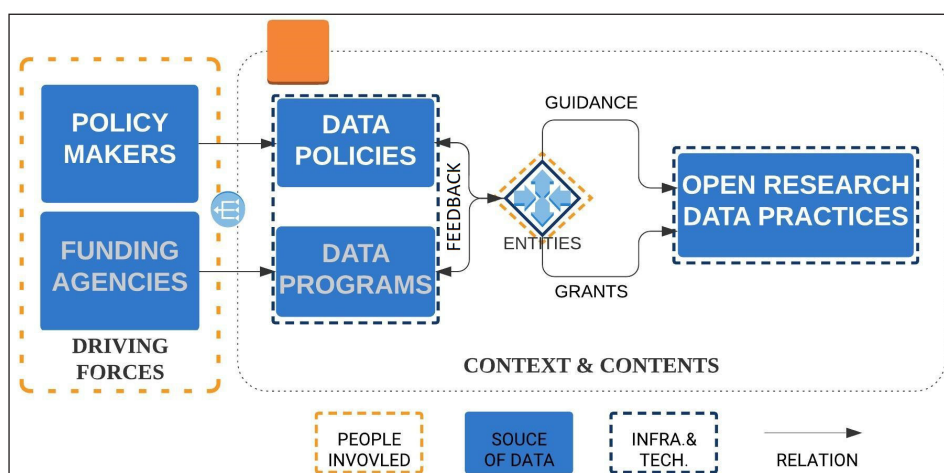 POLICY
MAKERS
FUNDING
AGENCIES
DRIVING
FORCES
DATA
POLICIES
DATA
PROGRAMS
FEEDBACK
ENTITIES
GUIDANCE
GRANTS
OPEN RESEARCH
DATA PRACTICES
CONTEXT & CONTENTS
PEOPLE
INVOVLED
SOUCE
OF DATA
INFRA.&
TECH.
RELATION